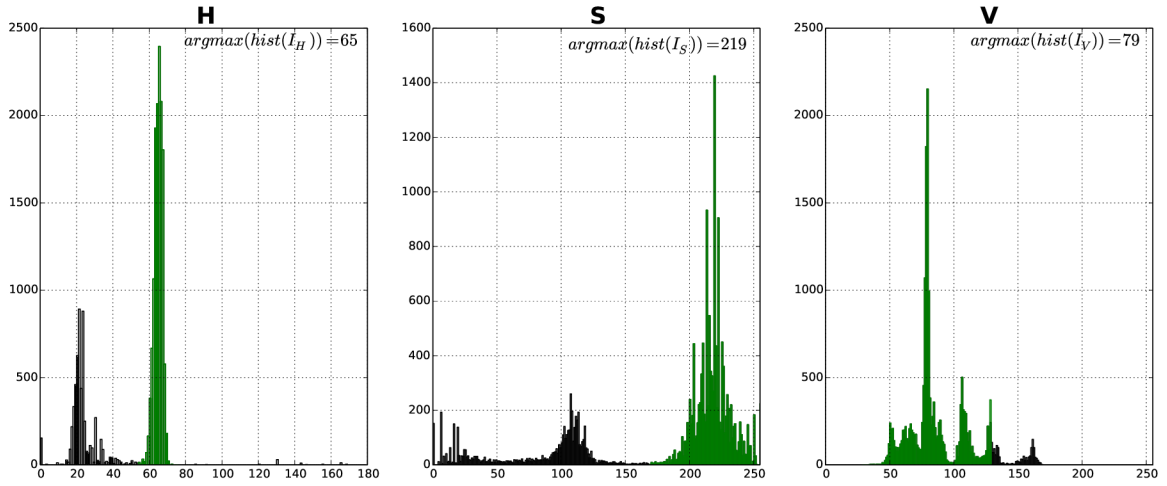 H
argmax(hist(I_H))=65
2500
2000
1500
1000
500
0
0 20 40 60 80 100 120 140 160 180
S
argmax(hist(I_S))=219
1600
1400
1200
1000
800
600
400
200
0
0 50 100 150 200 250
V
argmax(hist(I_V))=79
2500
2000
1500
1000
500
0
0 50 100 150 200 250